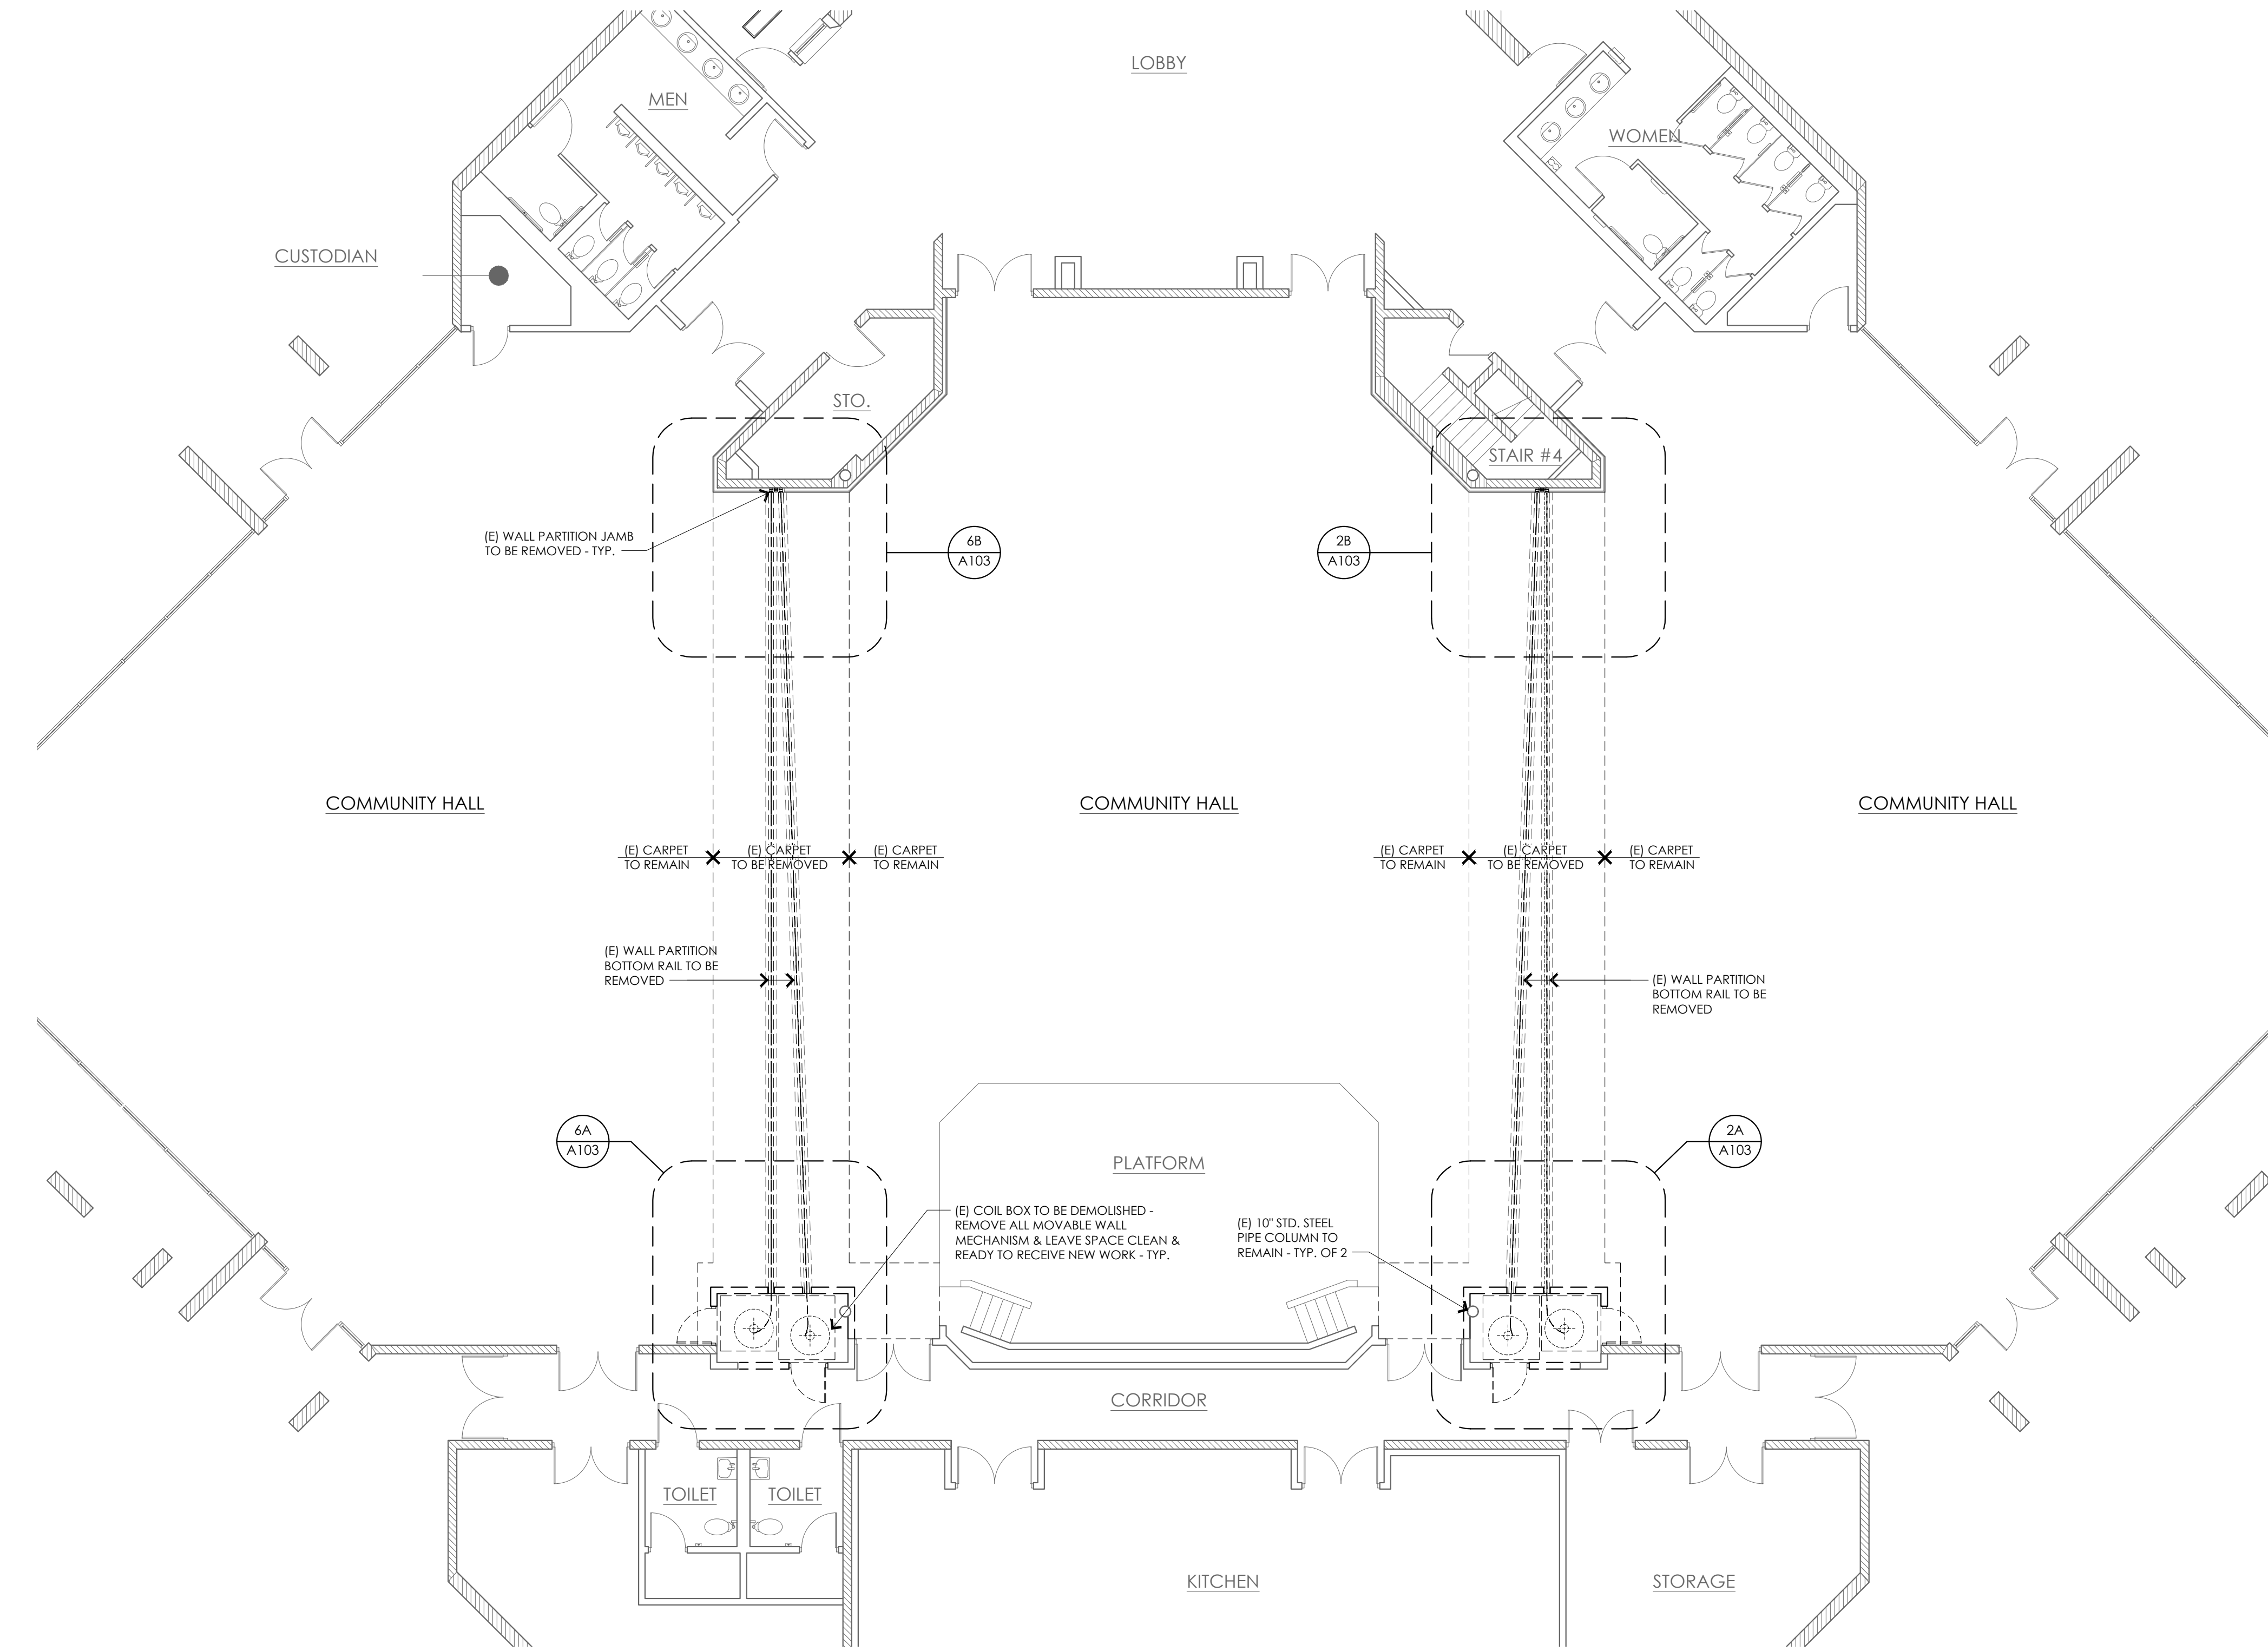 LOBBY
MEN
WOMEN
CUSTODIAN
STO.
STAIR #4
(E) WALL PARTITION JAMB
TO BE REMOVED - TYP.
6B
A103
2B
A103
COMMUNITY HALL
COMMUNITY HALL
COMMUNITY HALL
(E) CARPET
TO REMAIN
(E) CARPET
TO BE REMOVED
(E) CARPET
TO REMAIN
(E) CARPET
TO REMAIN
(E) CARPET
TO BE REMOVED
(E) CARPET
TO REMAIN
(E) WALL PARTITION
BOTTOM RAIL TO BE
REMOVED
(E) WALL PARTITION
BOTTOM RAIL TO BE
REMOVED
6A
A103
2A
A103
PLATFORM
(E) COIL BOX TO BE DEMOLISHED -
REMOVE ALL MOVABLE WALL
MECHANISM & LEAVE SPACE CLEAN &
READY TO RECEIVE NEW WORK - TYP.
(E) 10" STD. STEEL
PIPE COLUMN TO
REMAIN - TYP. OF 2
CORRIDOR
TOILET
TOILET
KITCHEN
STORAGE